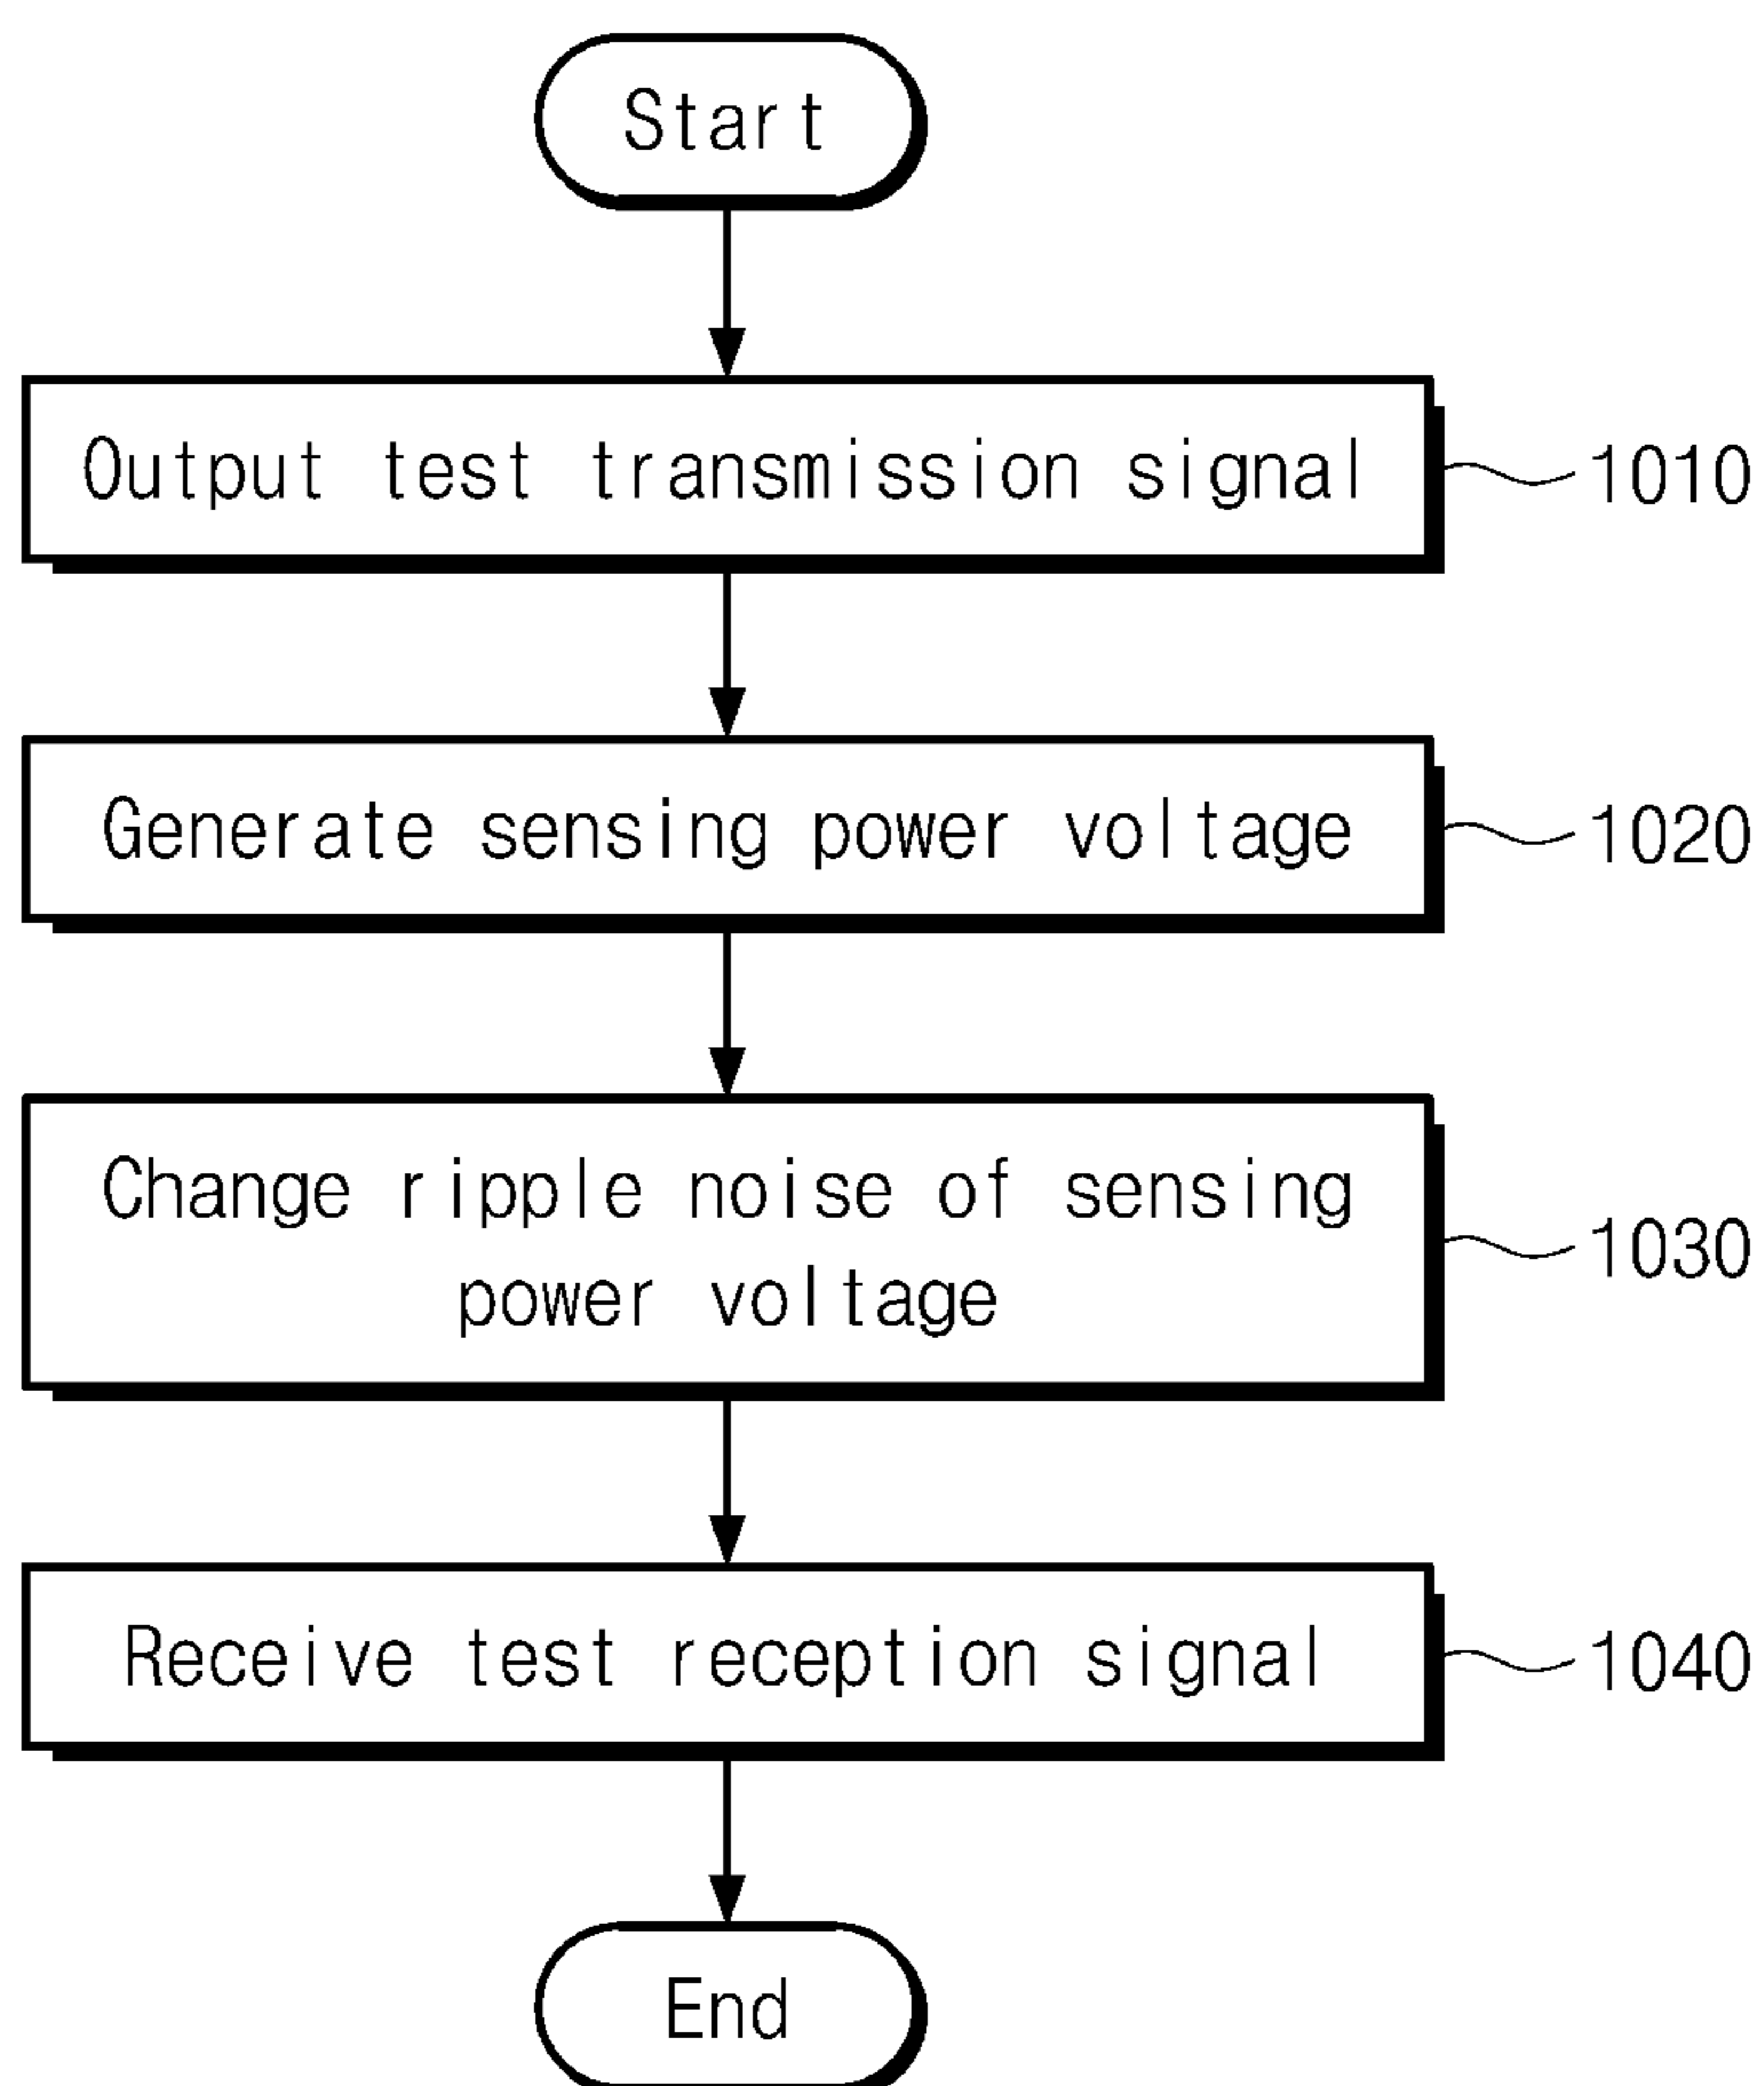 Start
Output test transmission signal
1010
Generate sensing power voltage
1020
Change ripple noise of sensing
power voltage
1030
Receive test reception signal
1040
End